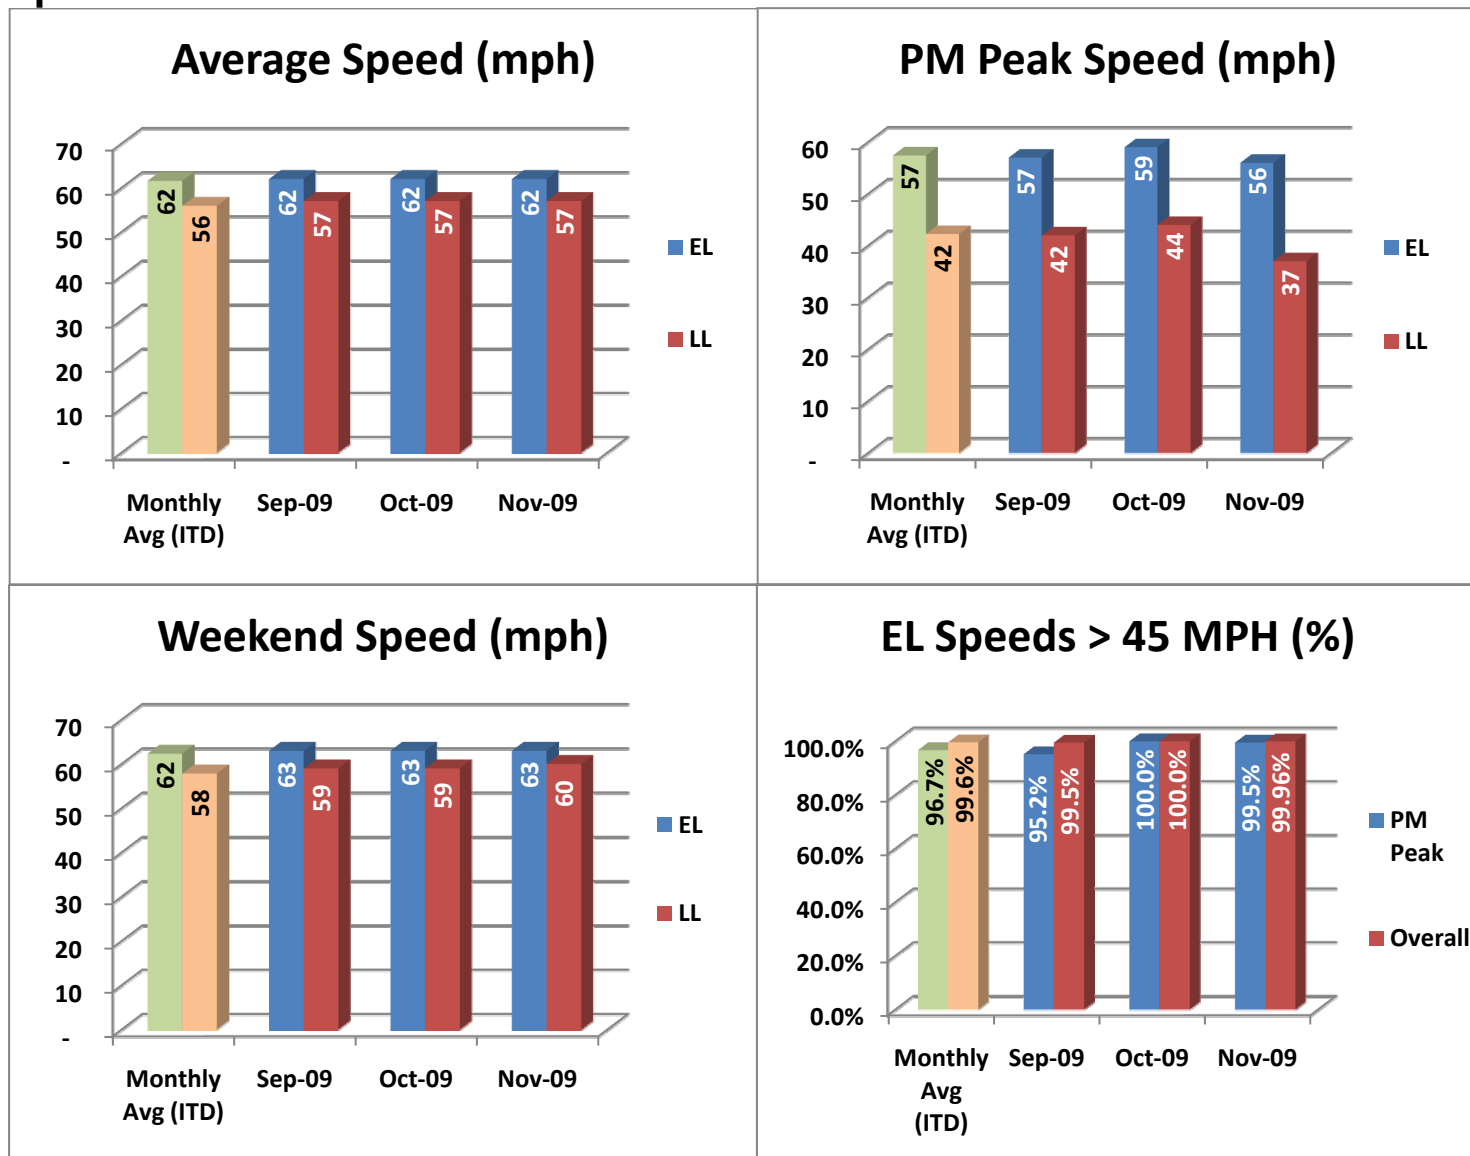 Average Speed (mph)
70
60
50
40
30
20
10
-
62
56
62
57
62
57
62
57
Monthly
Avg (ITD)
Sep-09
Oct-09
Nov-09
EL
LL
PM Peak Speed (mph)
60
50
40
30
20
10
-
57
42
57
42
59
44
56
37
Monthly
Avg (ITD)
Sep-09
Oct-09
Nov-09
EL
LL
Weekend Speed (mph)
70
60
50
40
30
20
10
-
62
58
63
59
63
59
63
60
Monthly
Avg (ITD)
Sep-09
Oct-09
Nov-09
EL
LL
EL Speeds > 45 MPH (%)
100.0%
80.0%
60.0%
40.0%
20.0%
0.0%
96.7%
99.6%
95.2%
99.5%
100.0%
100.0%
99.5%
99.96%
Monthly
Avg
(ITD)
Sep-09
Oct-09
Nov-09
PM
Peak
Overall